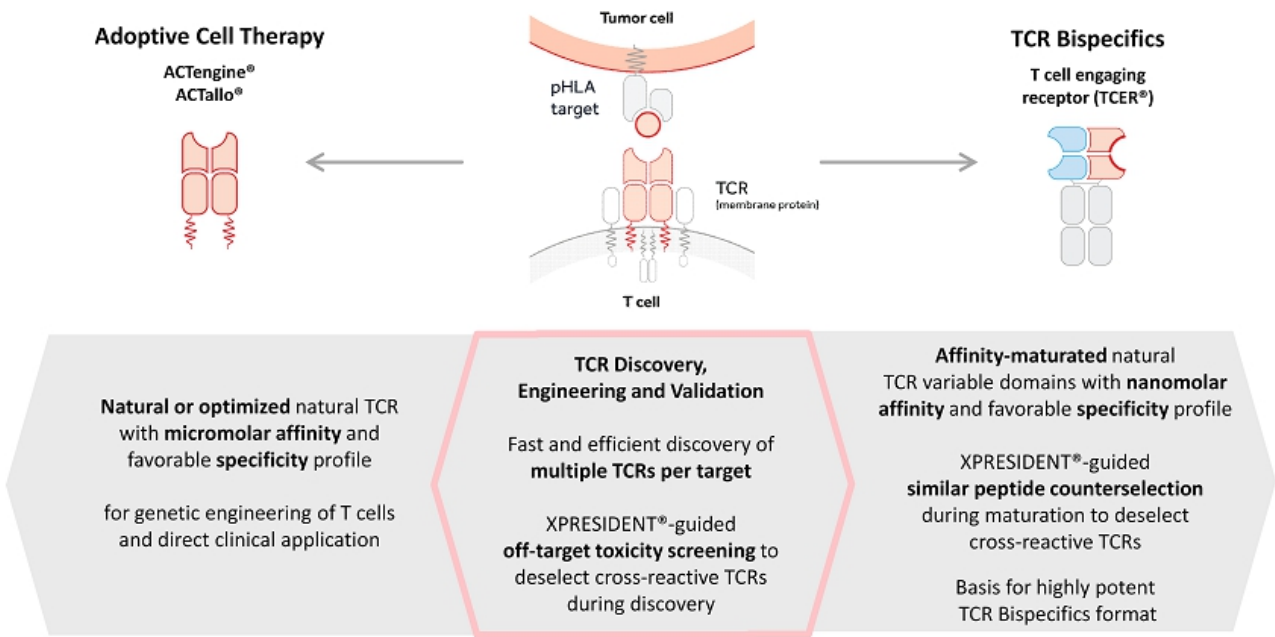 Adoptive Cell Therapy
ACTengine®
ACTallo®
Tumor cell
pHLA
target
TCR
(membrane protein)
T cell
TCR Bispecifics
T cell engaging
receptor (TCER®)
Natural or optimized natural TCR
with micromolar affinity and
favorable specificity profile
for genetic engineering of T cells
and direct clinical application
TCR Discovery,
Engineering and Validation
Fast and efficient discovery of
multiple TCRs per target
XPRESIDENT®-guided
off-target toxicity screening to
deselect cross-reactive TCRs
during discovery
Affinity-maturated natural
TCR variable domains with nanomolar
affinity and favorable specificity profile
XPRESIDENT®-guided
similar peptide counterselection
during maturation to deselect
cross-reactive TCRs
Basis for highly potent
TCR Bispecifics format